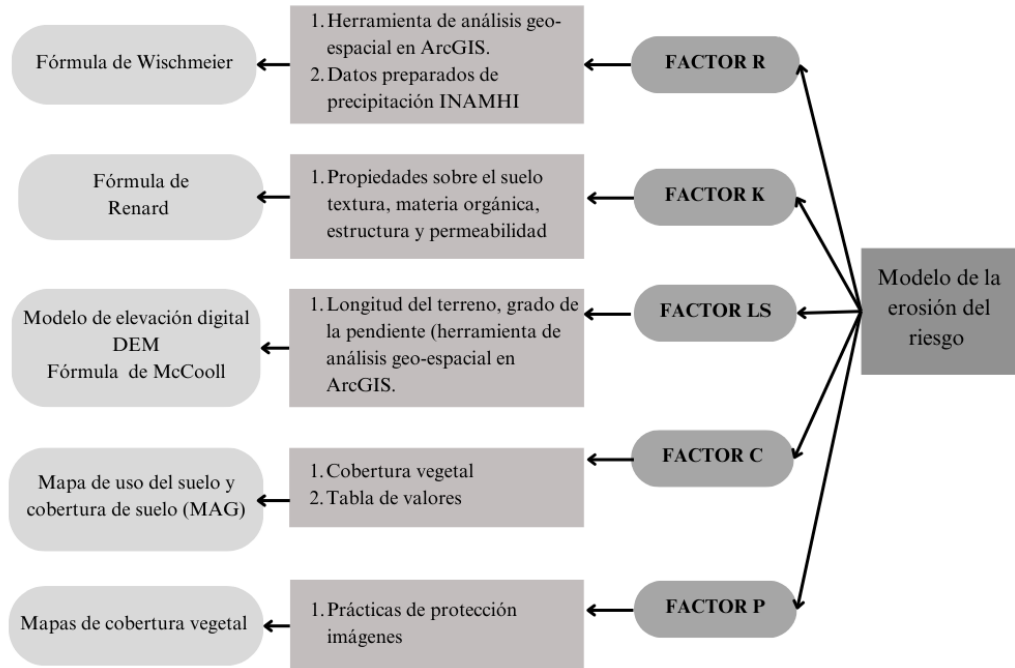 Fórmula de Wischmeier
1. Herramienta de análisis geo-
espacial en ArcGIS.
2. Datos preparados de
precipitación INAMHI
FACTOR R
Fórmula de
Renard
1. Propiedades sobre el suelo
textura, materia orgánica,
estructura y permeabilidad
FACTOR K
Modelo de elevación digital
DEM
Fórmula de McCooll
1. Longitud del terreno, grado de
la pendiente (herramienta de
análisis geo-espacial en
ArcGIS.
FACTOR LS
Modelo de la
erosión del
riesgo
Mapa de uso del suelo y
cobertura de suelo (MAG)
1. Cobertura vegetal
2. Tabla de valores
FACTOR C
Mapas de cobertura vegetal
1. Prácticas de protección
imágenes
FACTOR P